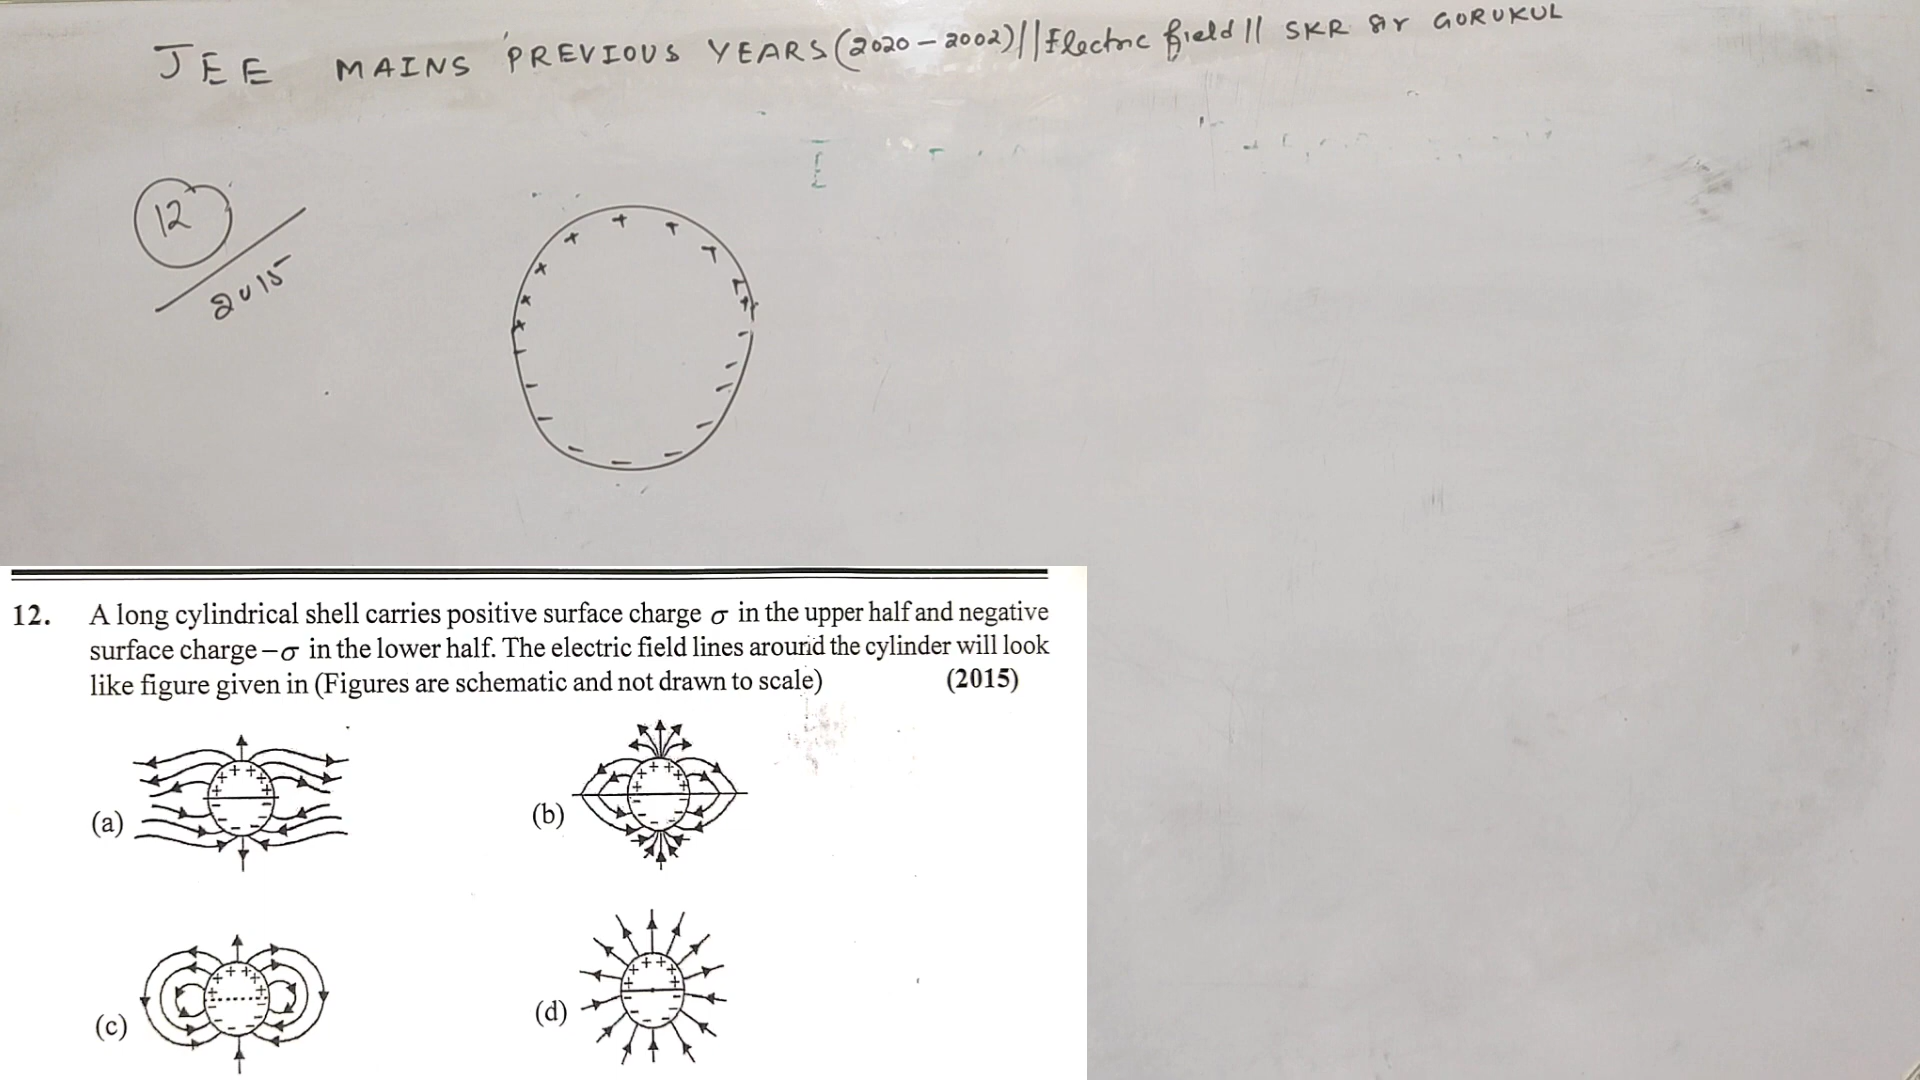 JEE MAINS PREVIOUS YEARS (2020-2002) // Electric field // SKR Sir GORUKUL
12
2015
12. A long cylindrical shell carries positive surface charge σ in the upper half and negative
surface charge –σ in the lower half. The electric field lines around the cylinder will look
like figure given in (Figures are schematic and not drawn to scale) (2015)
(a)
(b)
(c)
(d)